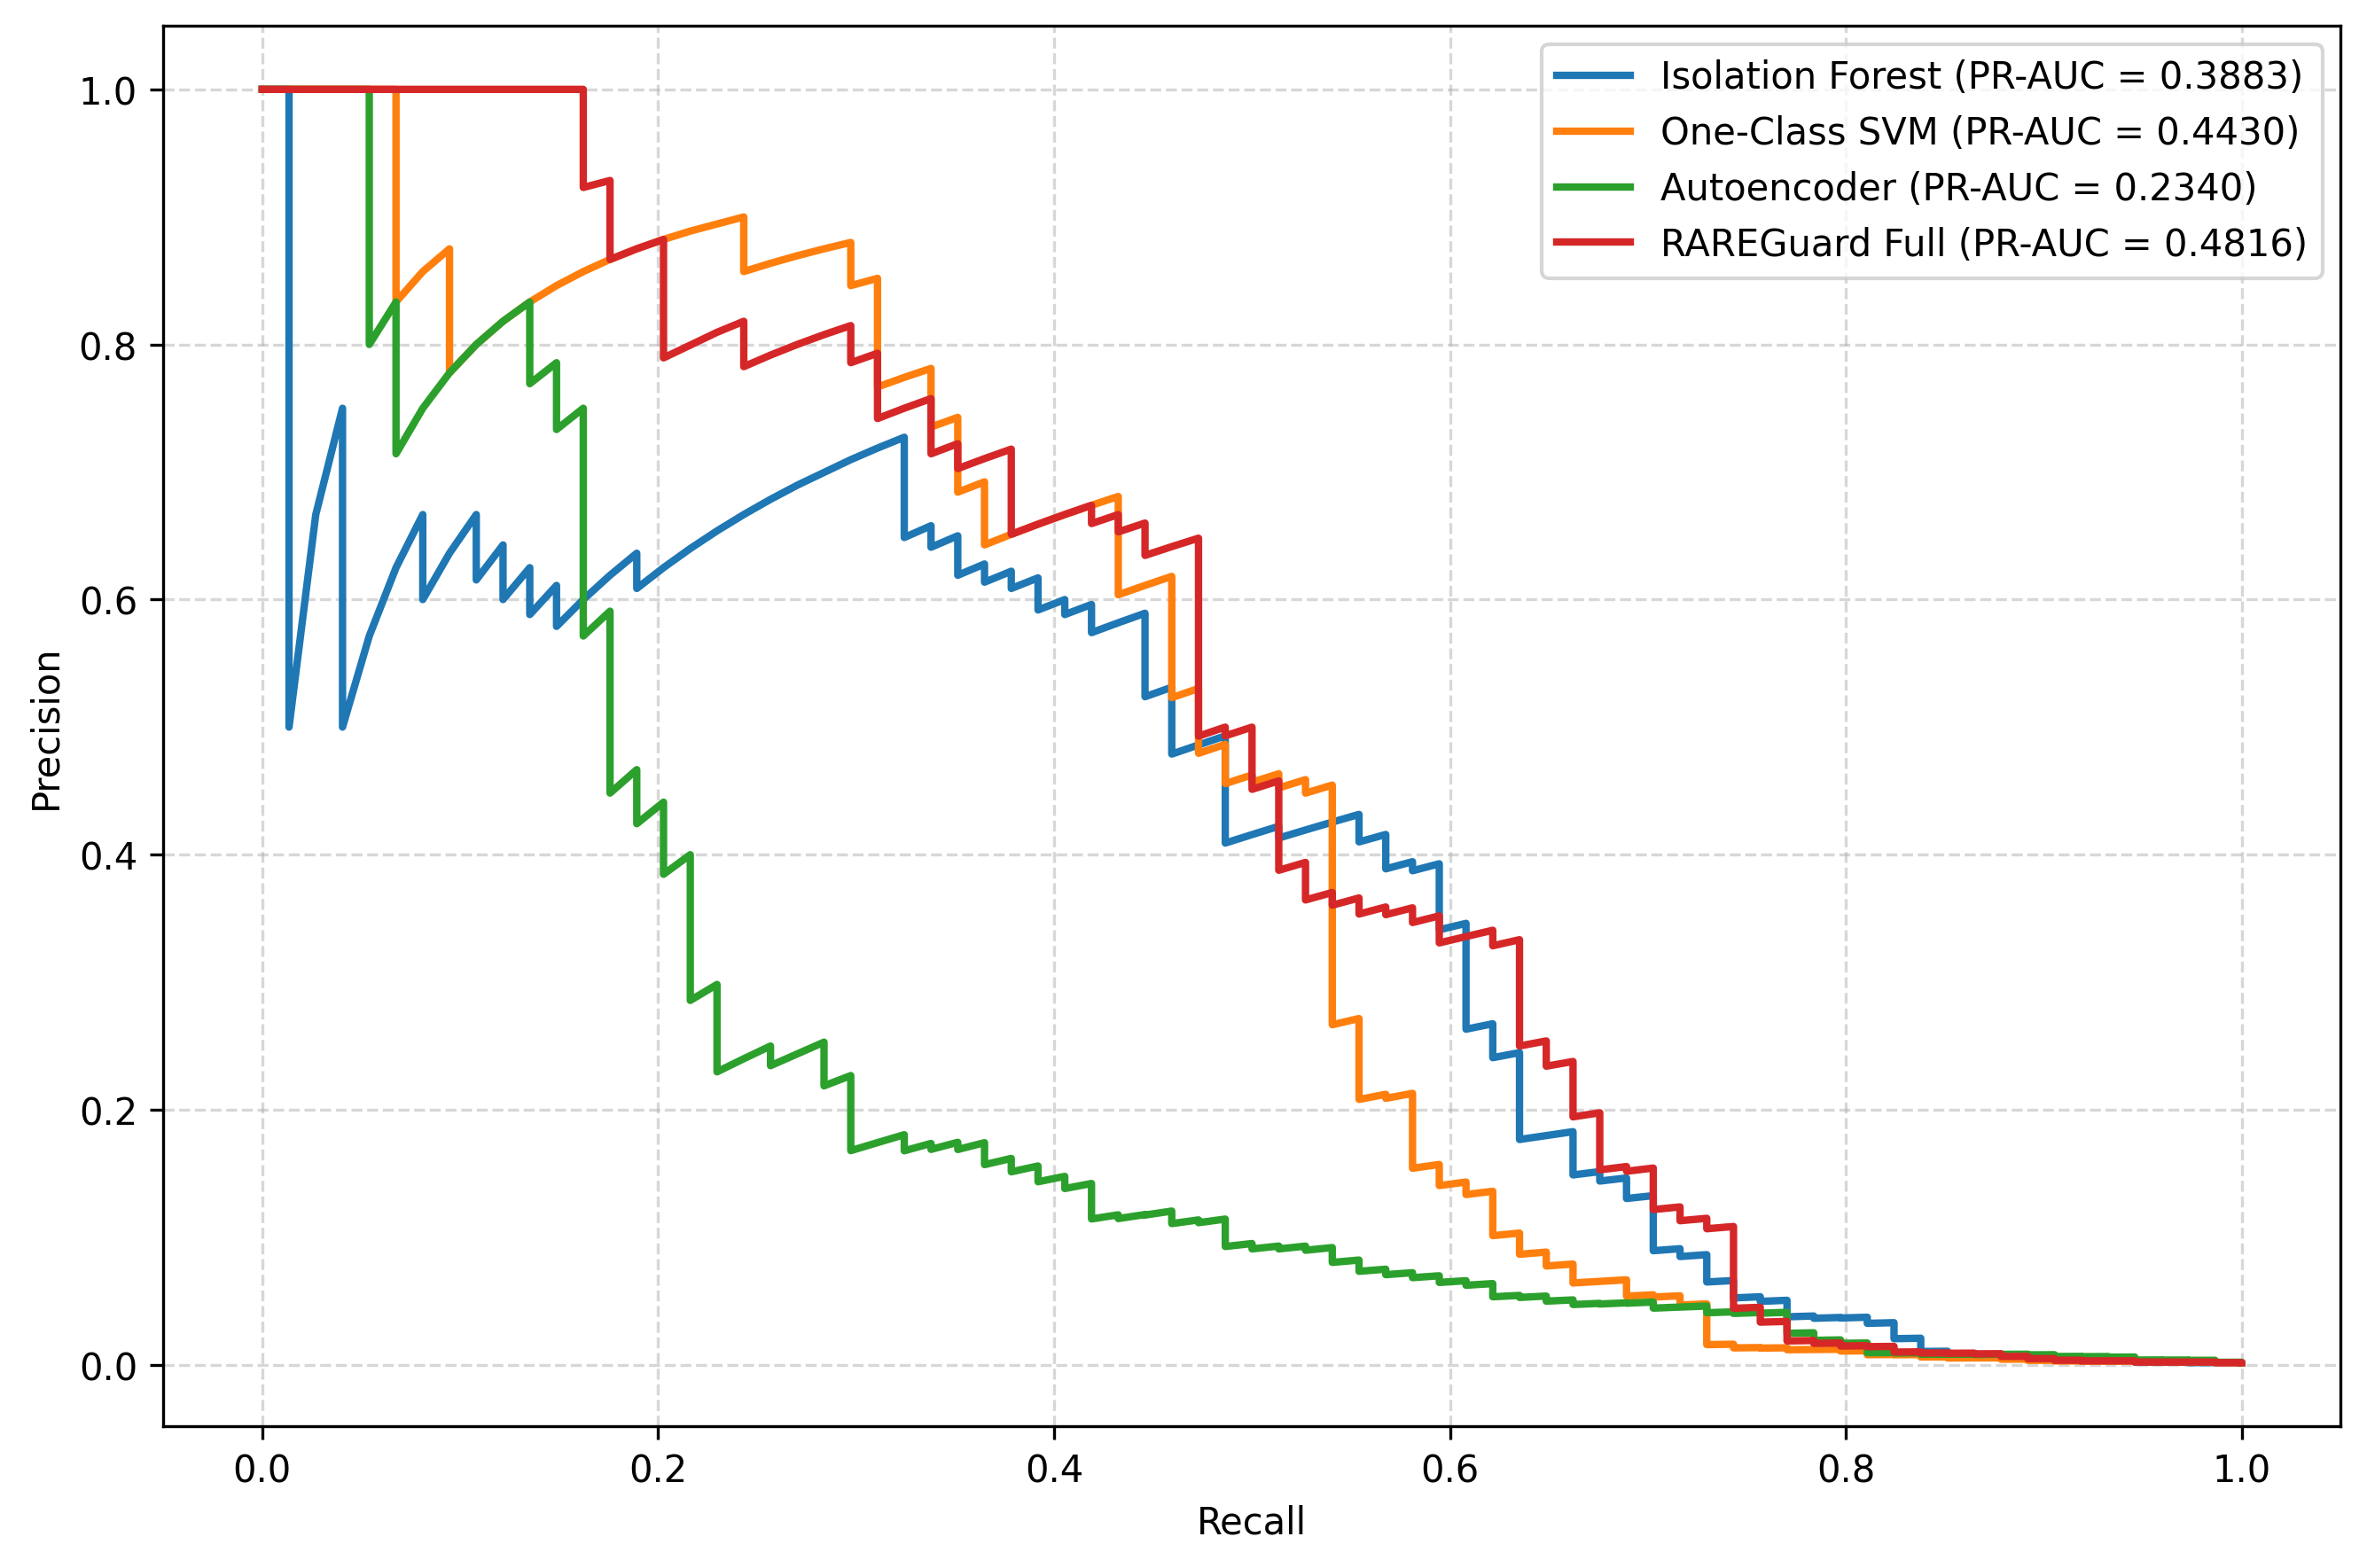 Isolation Forest (PR-AUC = 0.3883)
One-Class SVM (PR-AUC = 0.4430)
Autoencoder (PR-AUC = 0.2340)
RAREGuard Full (PR-AUC = 0.4816)
1.0
0.8
0.6
0.4
0.2
0.0
Precision
0.0 0.2 0.4 0.6 0.8 1.0
Recall